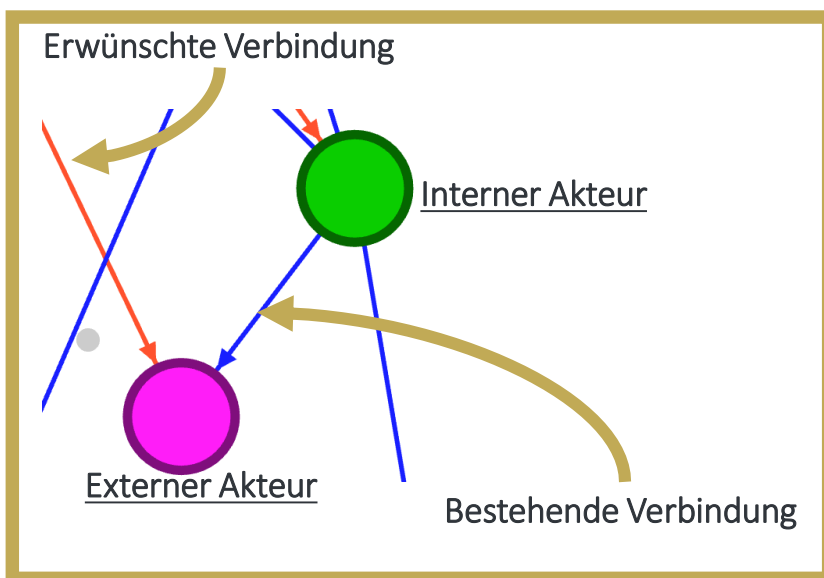 Erwünschte Verbindung
Interner Akteur
Externer Akteur
Bestehende Verbindung